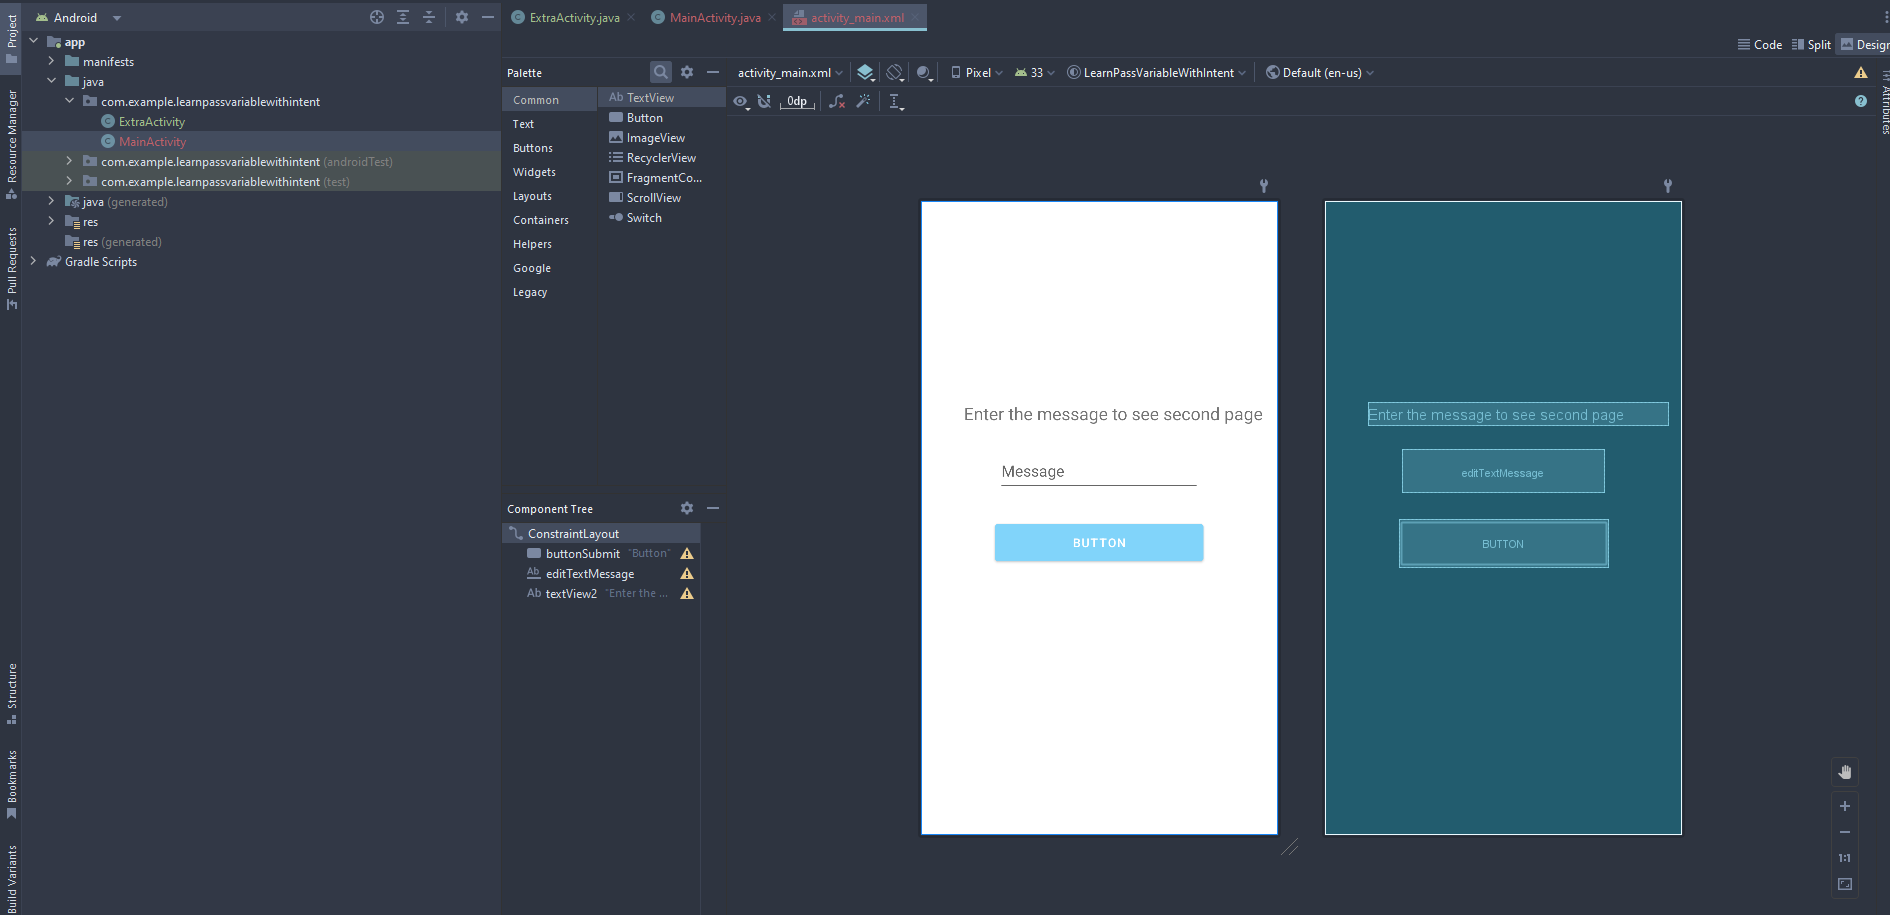 Android
Project
Resource Manager
Pull Requests
Structure
Bookmarks
Build Variants
app
manifests
java
com.example.learnpassvariablewithintent
ExtraActivity
MainActivity
com.example.learnpassvariablewithintent (androidTest)
com.example.learnpassvariablewithintent (test)
java (generated)
res
res (generated)
Gradle Scripts
ExtraActivity.java
MainActivity.java
activity_main.xml
Code
Split
Design
Palette
Common
Text
Buttons
Widgets
Layouts
Containers
Helpers
Google
Legacy
Ab TextView
Button
ImageView
RecyclerView
FragmentCo...
ScrollView
Switch
Component Tree
ConstraintLayout
buttonSubmit "Button"
Ab editTextMessage
Ab textView2 "Enter the ...
activity_main.xml
Pixel
33
LearnPassVariableWithIntent
Default (en-us)
0dp
Attributes
Enter the message to see second page
Message
BUTTON
Enter the message to see second page
editTextMessage
BUTTON
1:1